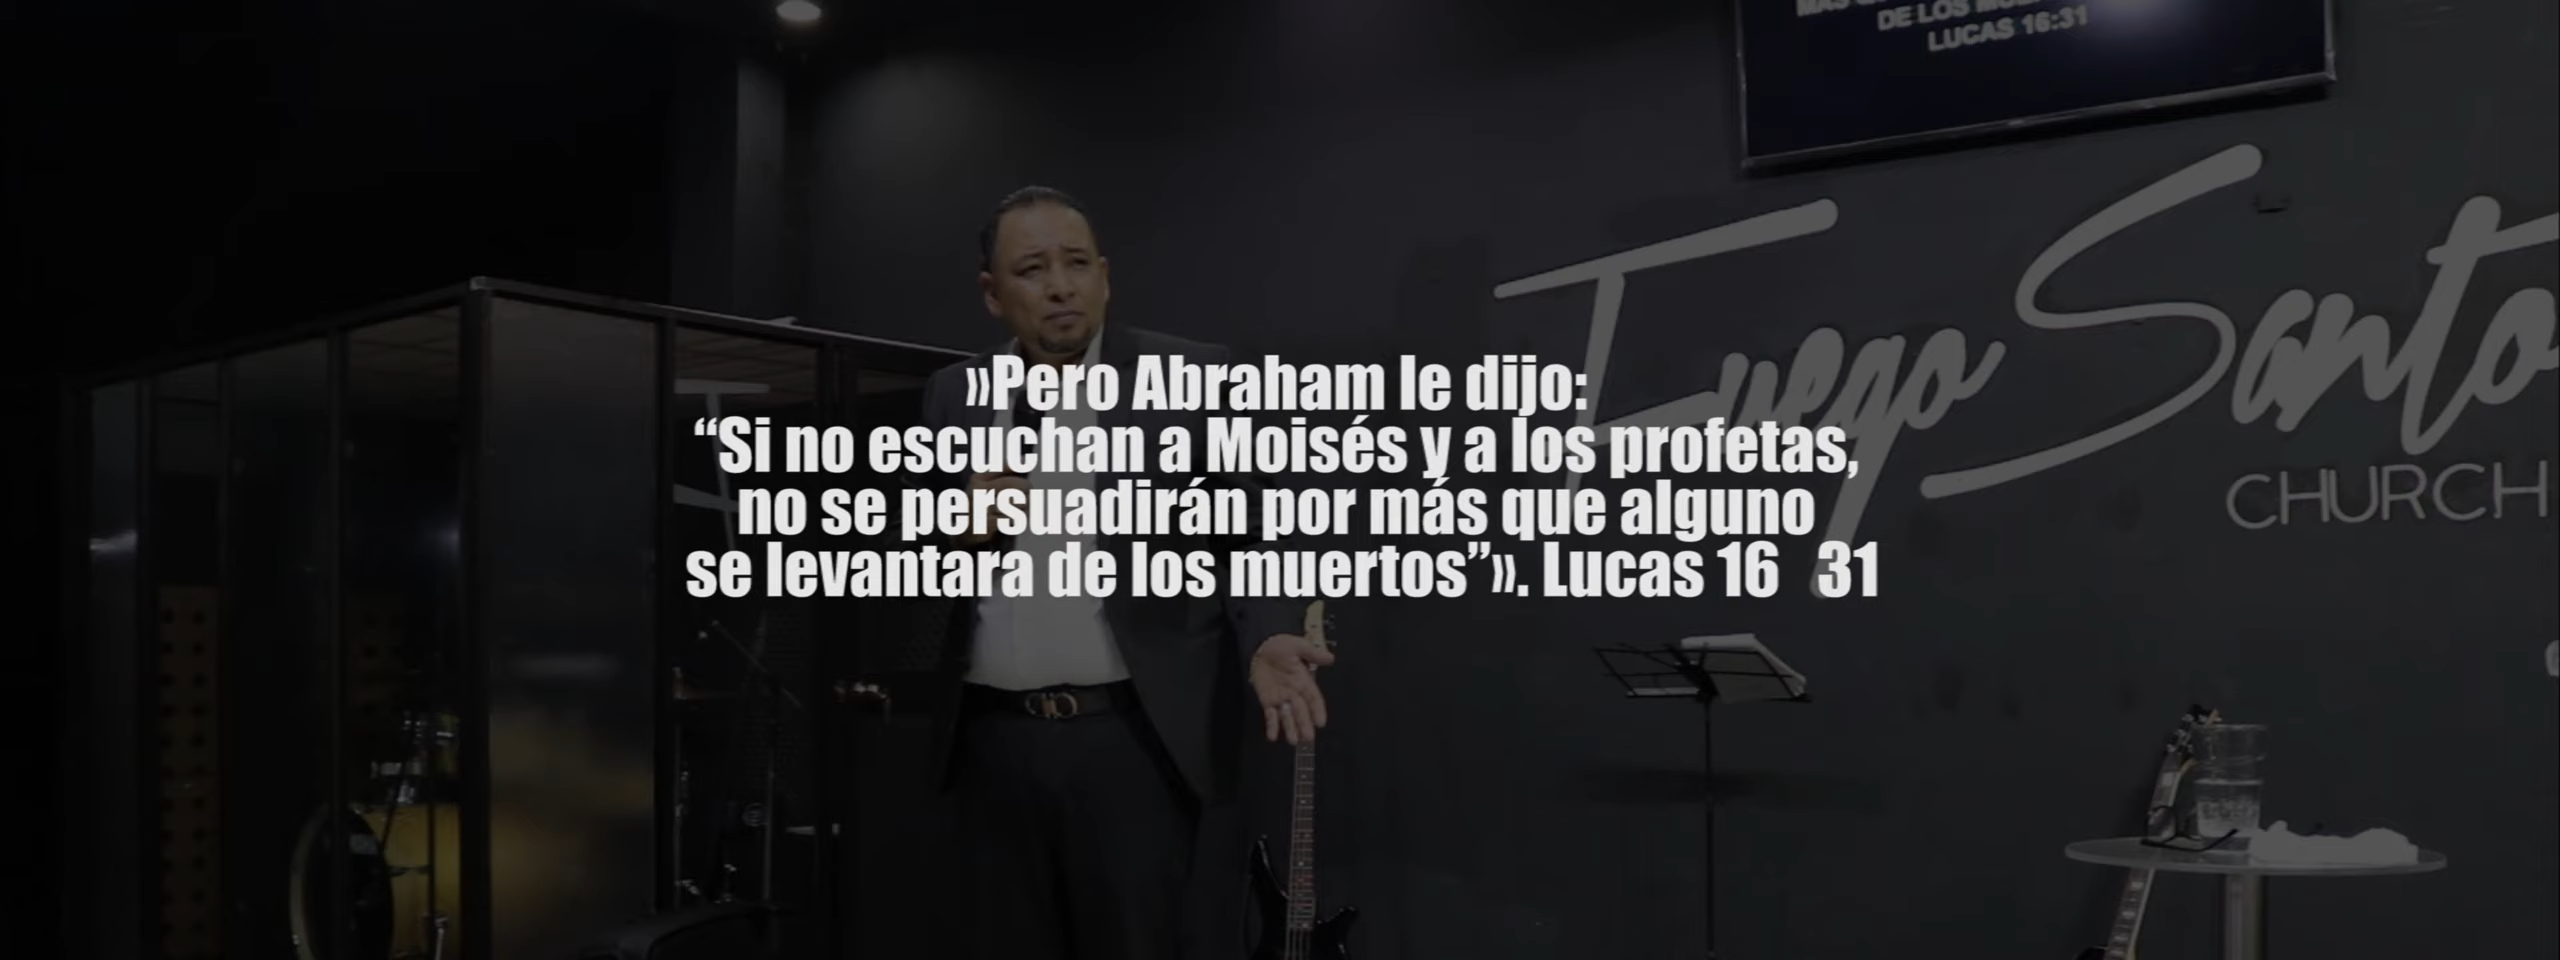 DE LOS
LUCAS 16:31
Fuego Santo
CHURCH
»Pero Abraham le dijo:
“Si no escuchan a Moisés y a los profetas,
no se persuadirán por más que alguno
se levantara de los muertos”». Lucas 16   31